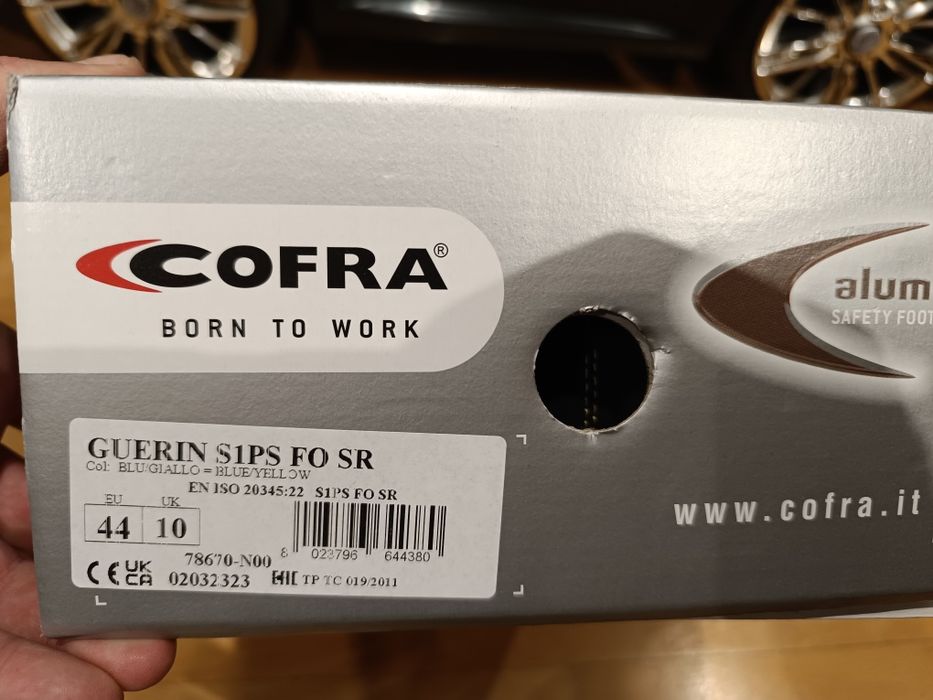 COFRA®
BORN TO WORK
alum
SAFETY FOOT
www.cofra.it
GUERIN S1PS FO SR
Col: BLU/GIALLO = BLUE/YELLOW
EN ISO 20345:22 S1PS FO SR
EU UK
44 10
8 023796 644380
78670-N00
CE UK CA 02032323 EAC TP TC 019/2011